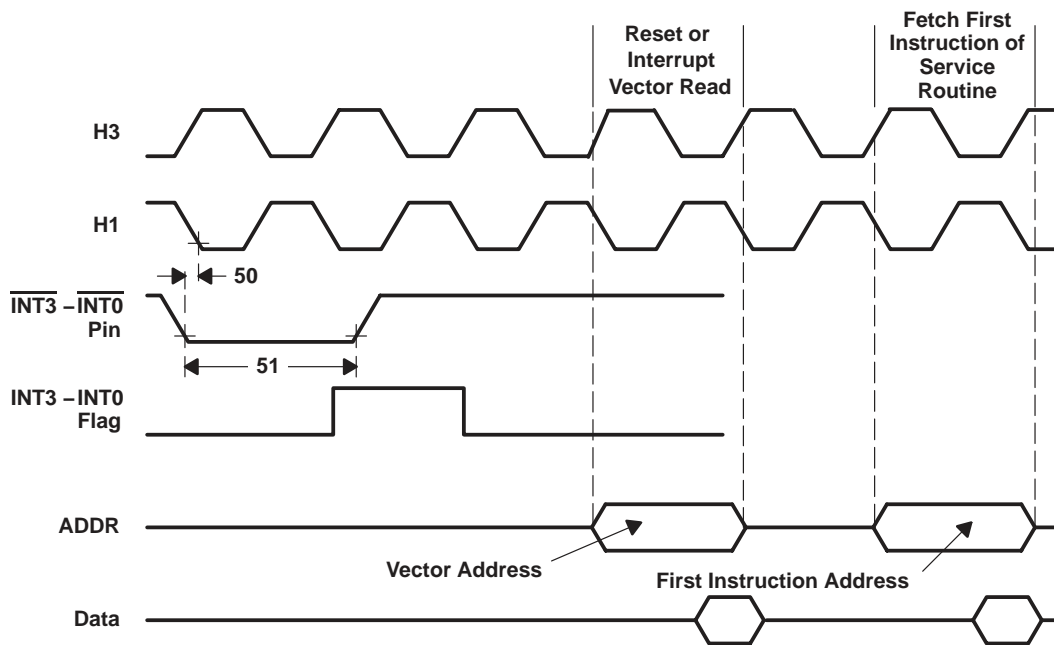 Reset or
Interrupt
Vector Read
Fetch First
Instruction of
Service
Routine
H3
H1
50
INT3 – INT0
Pin
51
INT3 – INT0
Flag
ADDR
Vector Address
First Instruction Address
Data